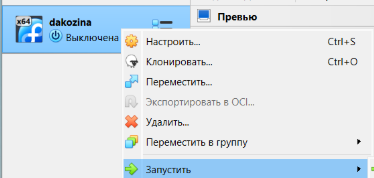 x64
dakozina
Выключена
Превью
Настроить... Ctrl+S
Клонировать... Ctrl+O
Переместить...
Экспортировать в OCI...
Удалить...
Переместить в группу
Запустить